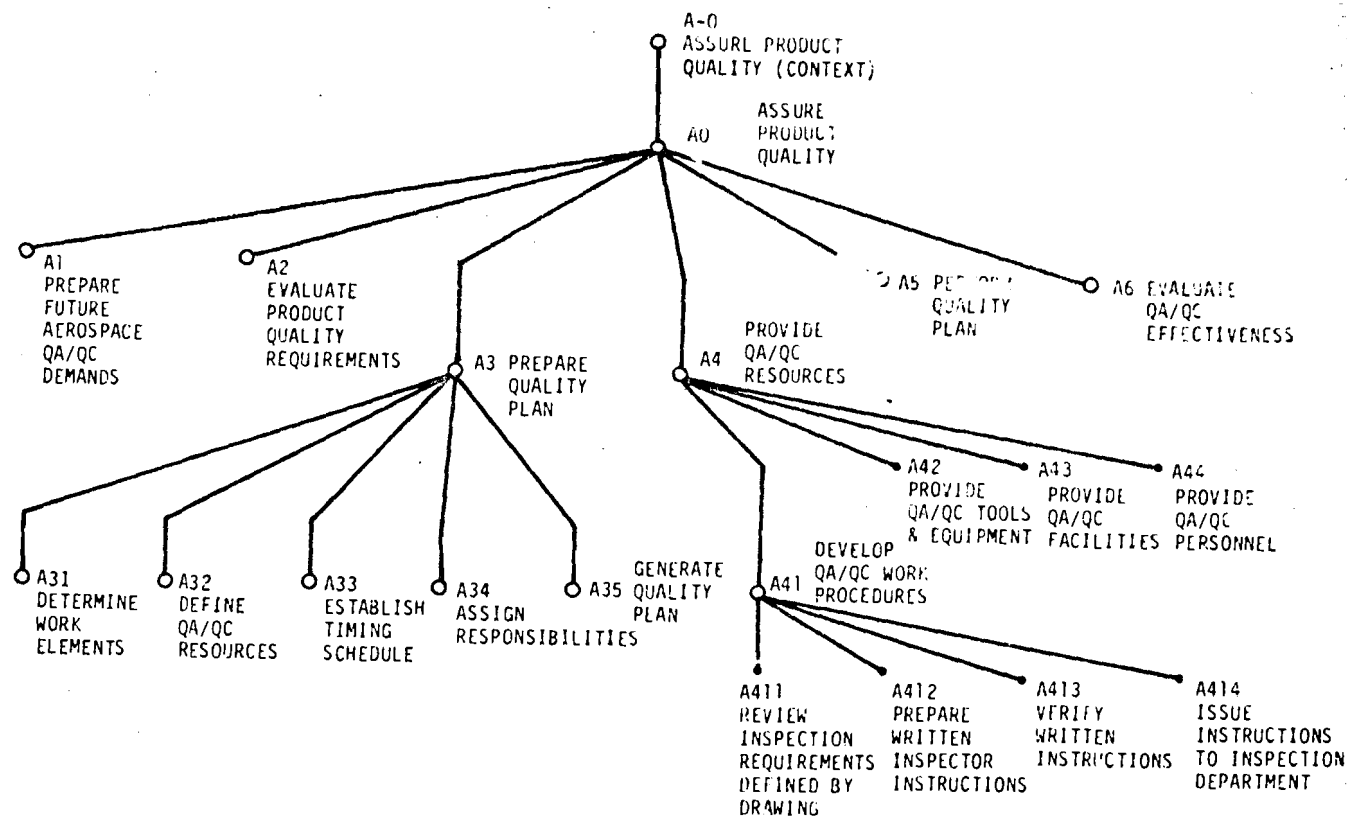 A-0
ASSURL PRODUCT
QUALITY (CONTEXT)
A0
ASSURE
PRODUCT
QUALITY
A1
PREPARE
FUTURE
AEROSPACE
QA/QC
DEMANDS
A2
EVALUATE
PRODUCT
QUALITY
REQUIREMENTS
A3 PREPARE
QUALITY
PLAN
A4
PROVIDE
QA/QC
RESOURCES
A5
QUALITY
PLAN
A6 EVALUATE
QA/QC
EFFECTIVENESS
A31
DETERMINE
WORK
ELEMENTS
A32
DEFINE
QA/QC
RESOURCES
A33
ESTABLISH
TIMING
SCHEDULE
A34
ASSIGN
RESPONSIBILITIES
A35 GENERATE
QUALITY
PLAN
A41
DEVELOP
QA/QC WORK
PROCEDURES
A42
PROVIDE
QA/QC TOOLS
& EQUIPMENT
A43
PROVIDE
QA/QC
FACILITIES
A44
PROVIDE
QA/QC
PERSONNEL
A411
REVIEW
INSPECTION
REQUIREMENTS
DEFINED BY
DRAWING
A412
PREPARE
WRITTEN
INSPECTOR
INSTRUCTIONS
A413
VERIFY
WRITTEN
INSTRUCTIONS
A414
ISSUE
INSTRUCTIONS
TO INSPECTION
DEPARTMENT